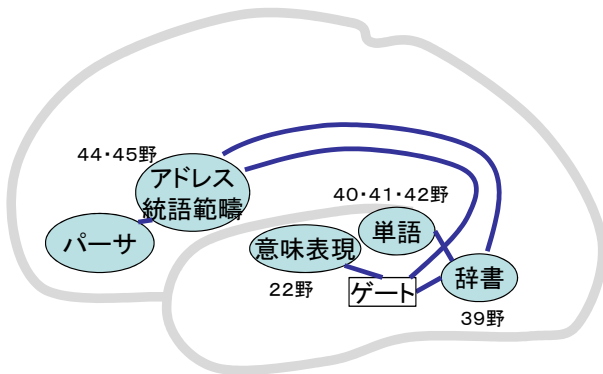 44・45野
アドレス
統語範疇
パーサ
40・41・42野
単語
意味表現
22野
ゲート
辞書
39野